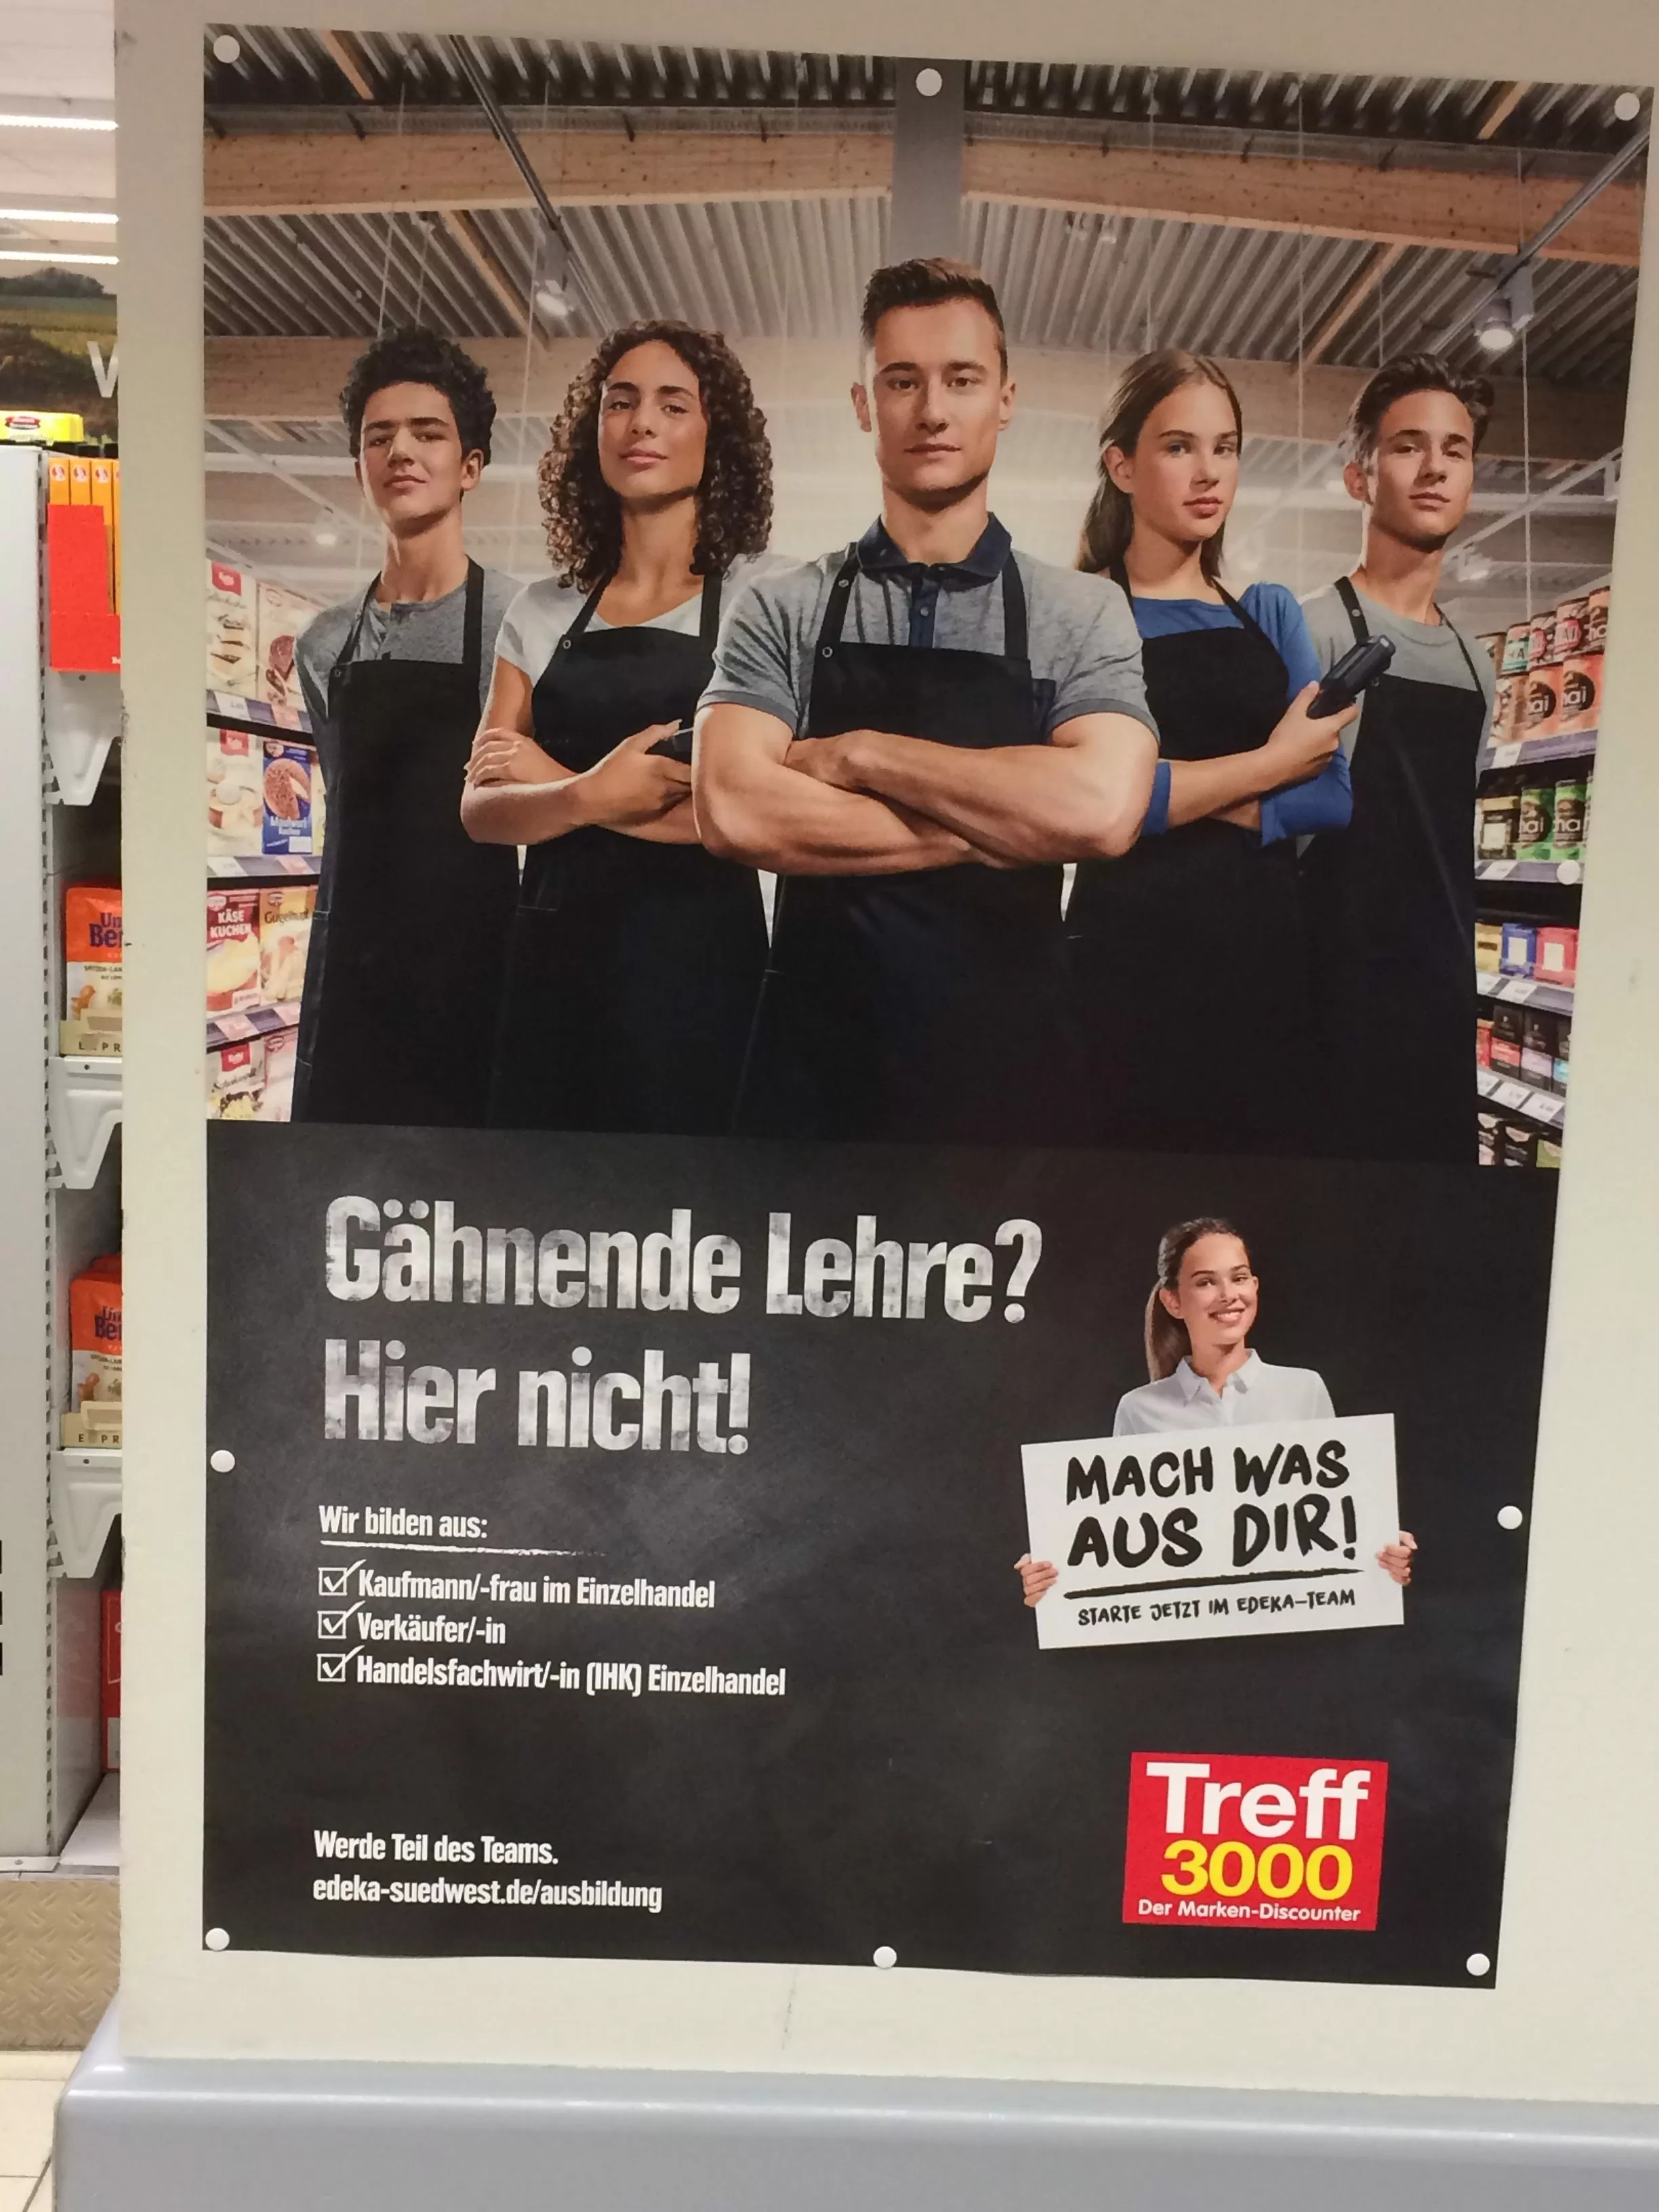 Gähnende Lehre?
Hier nicht!
Wir bilden aus:
Kaufmann/-frau im Einzelhandel
Verkäufer/-in
Handelsfachwirt/-in (IHK) Einzelhandel
MACH WAS
AUS DIR!
STARTE JETZT IM EDEKA-TEAM
Werde Teil des Teams.
edeka-suedwest.de/ausbildung
Treff
3000
Der Marken-Discounter
KÄSE
KUCHEN